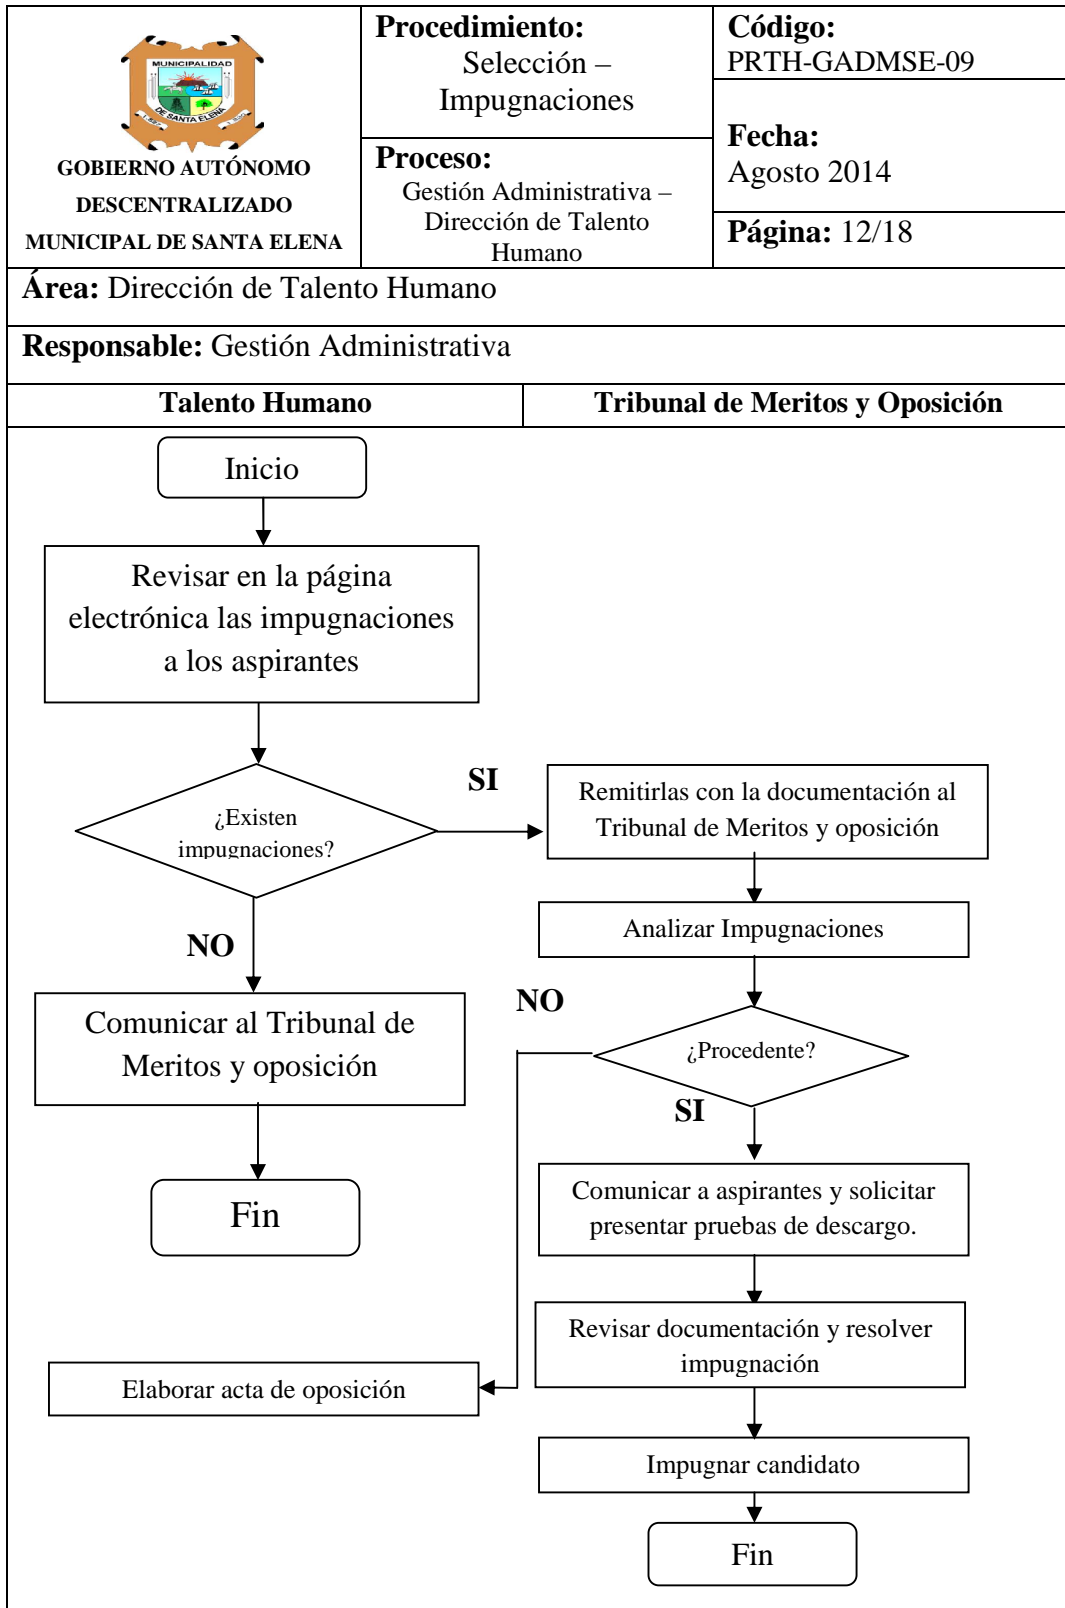 MUNICIPALIDAD
DE SANTA ELENA
GOBIERNO AUTÓNOMO
DESCENTRALIZADO
MUNICIPAL DE SANTA ELENA
Procedimiento:
Selección –
Impugnaciones
Proceso:
Gestión Administrativa –
Dirección de Talento
Humano
Código:
PRTH-GADMSE-09
Fecha:
Agosto 2014
Página: 12/18
Área: Dirección de Talento Humano
Responsable: Gestión Administrativa
Talento Humano
Tribunal de Meritos y Oposición
Inicio
Revisar en la página
electrónica las impugnaciones
a los aspirantes
¿Existen
impugnaciones?
SI
Remitirlas con la documentación al
Tribunal de Meritos y oposición
NO
Analizar Impugnaciones
Comunicar al Tribunal de
Meritos y oposición
NO
¿Procedente?
SI
Fin
Comunicar a aspirantes y solicitar
presentar pruebas de descargo.
Revisar documentación y resolver
impugnación
Elaborar acta de oposición
Impugnar candidato
Fin